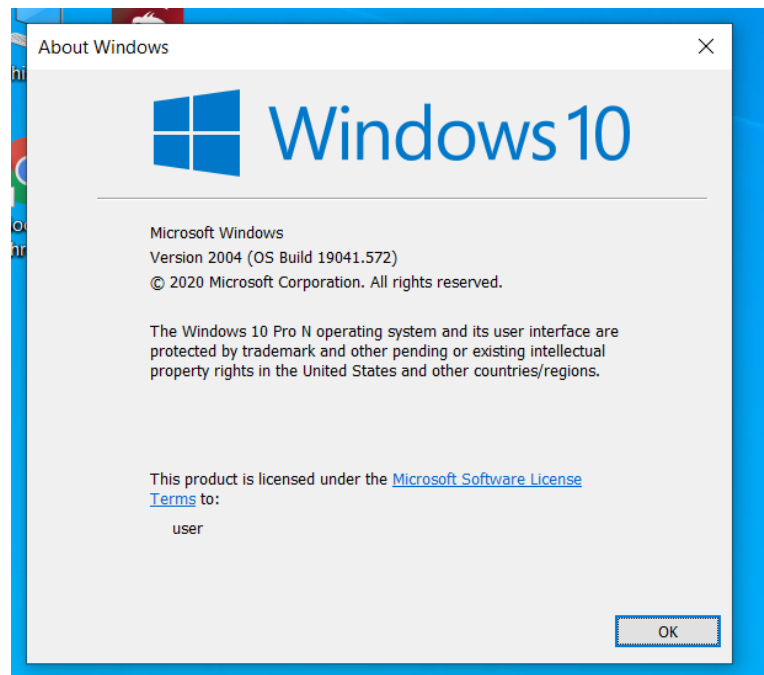 About Windows
Windows 10
Microsoft Windows
Version 2004 (OS Build 19041.572)
© 2020 Microsoft Corporation. All rights reserved.
The Windows 10 Pro N operating system and its user interface are
protected by trademark and other pending or existing intellectual
property rights in the United States and other countries/regions.
This product is licensed under the Microsoft Software License
Terms to:
user
OK